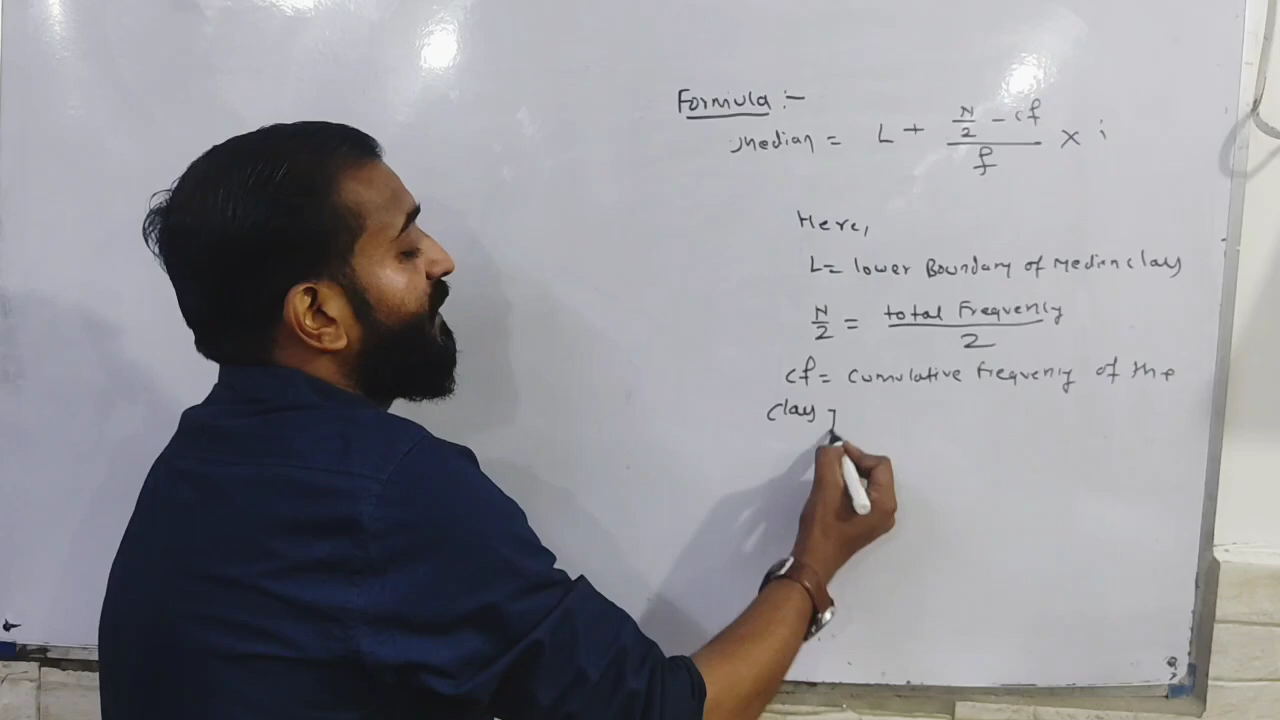 Formula :-
Median = L + (N/2 - cf)/f × i
Here,
L = lower Boundary of Median class
N/2 = total Frequency/2
cf = cumulative frequency of the
class